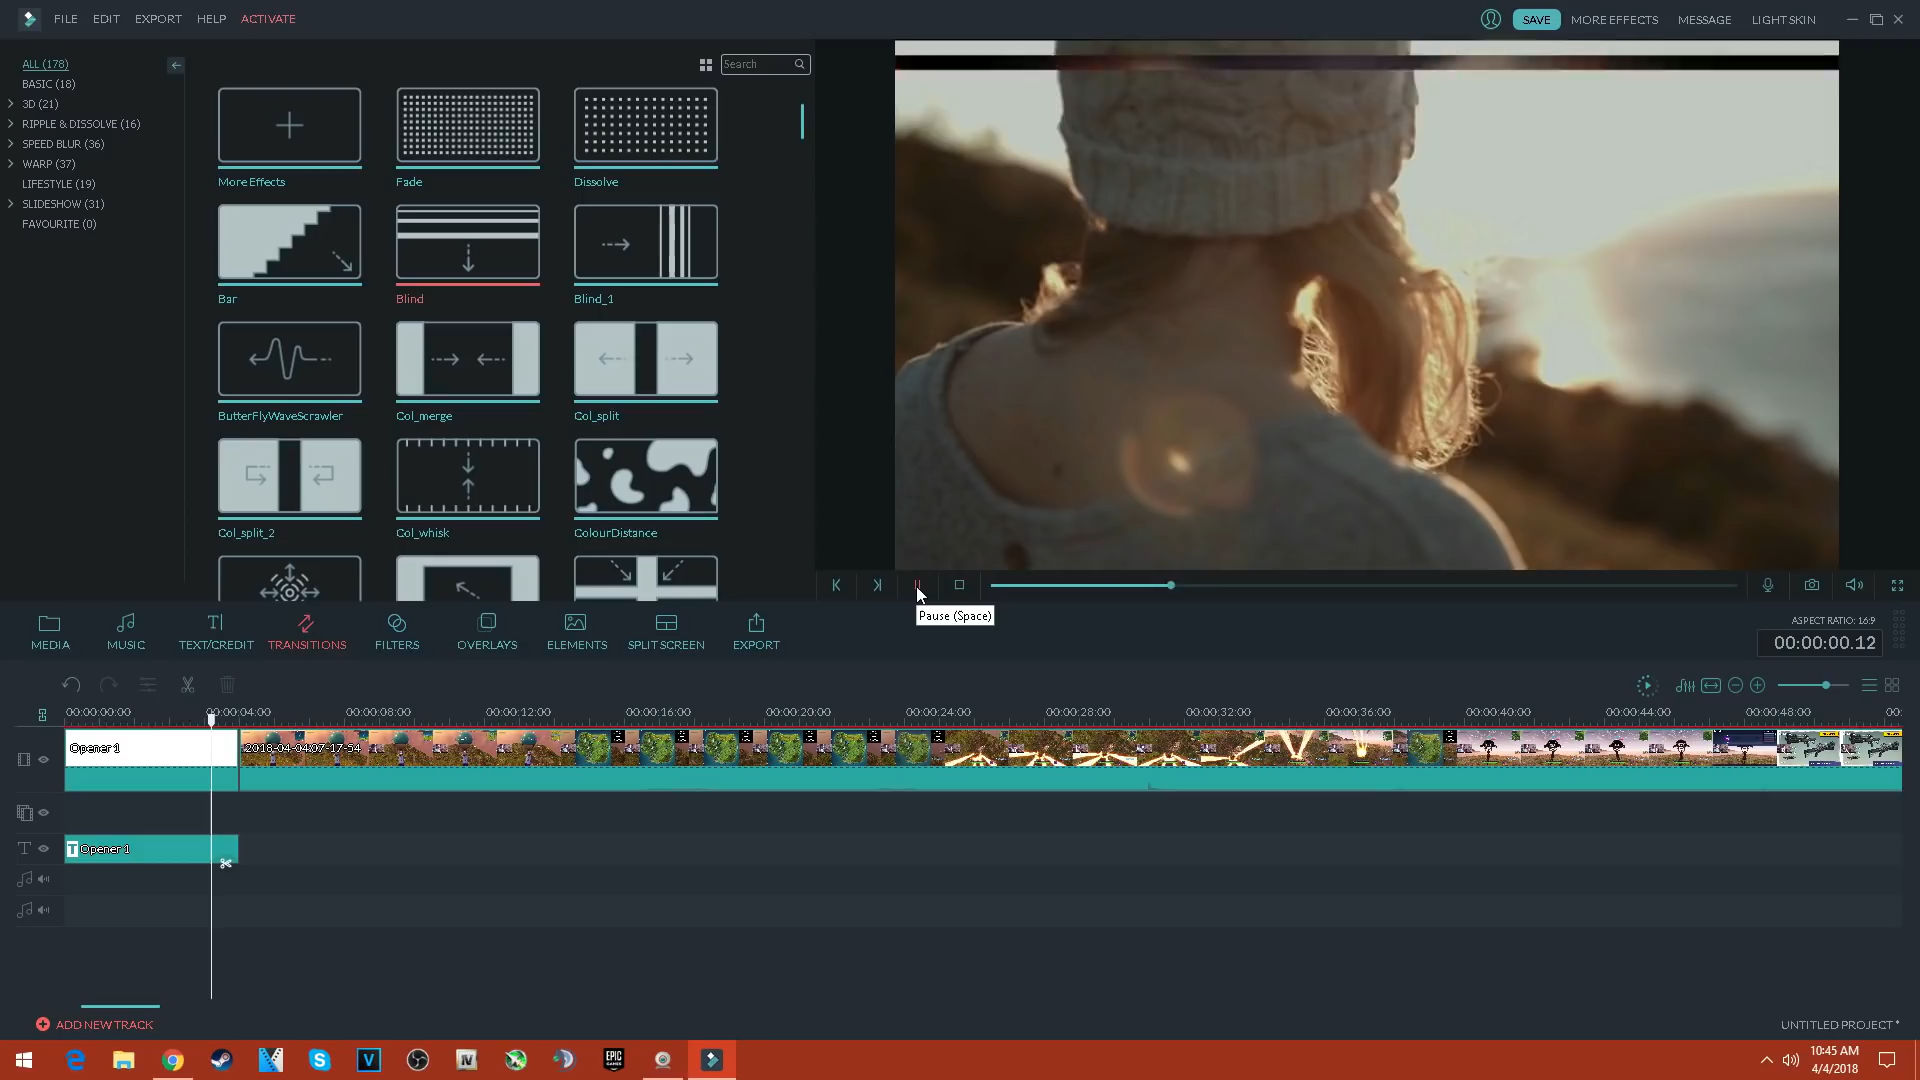 FILE EDIT EXPORT HELP ACTIVATE SAVE MORE EFFECTS MESSAGE LIGHT SKIN
ALL (178)
BASIC (18)
3D (21)
RIPPLE & DISSOLVE (16)
SPEED BLUR (36)
WARP (37)
LIFESTYLE (19)
SLIDESHOW (31)
FAVOURITE (0)
Search
More Effects Fade Dissolve
Bar Blind Blind_1
ButterFlyWaveScrawler Col_merge Col_split
Col_split_2 Col_whisk ColourDistance
Pause (Space)
MEDIA MUSIC TEXT/CREDIT TRANSITIONS FILTERS OVERLAYS ELEMENTS SPLIT SCREEN EXPORT
ASPECT RATIO: 16:9
00:00:00.12
00:00:00:00 00:00:04:00 00:00:08:00 00:00:12:00 00:00:16:00 00:00:20:00 00:00:24:00 00:00:28:00 00:00:32:00 00:00:36:00 00:00:40:00 00:00:44:00 00:00:48:00 00:
Opener 1 2018-04-04 07-17-54
T Opener 1
ADD NEW TRACK
UNTITLED PROJECT *
EPIC GAMES
10:45 AM
4/4/2018